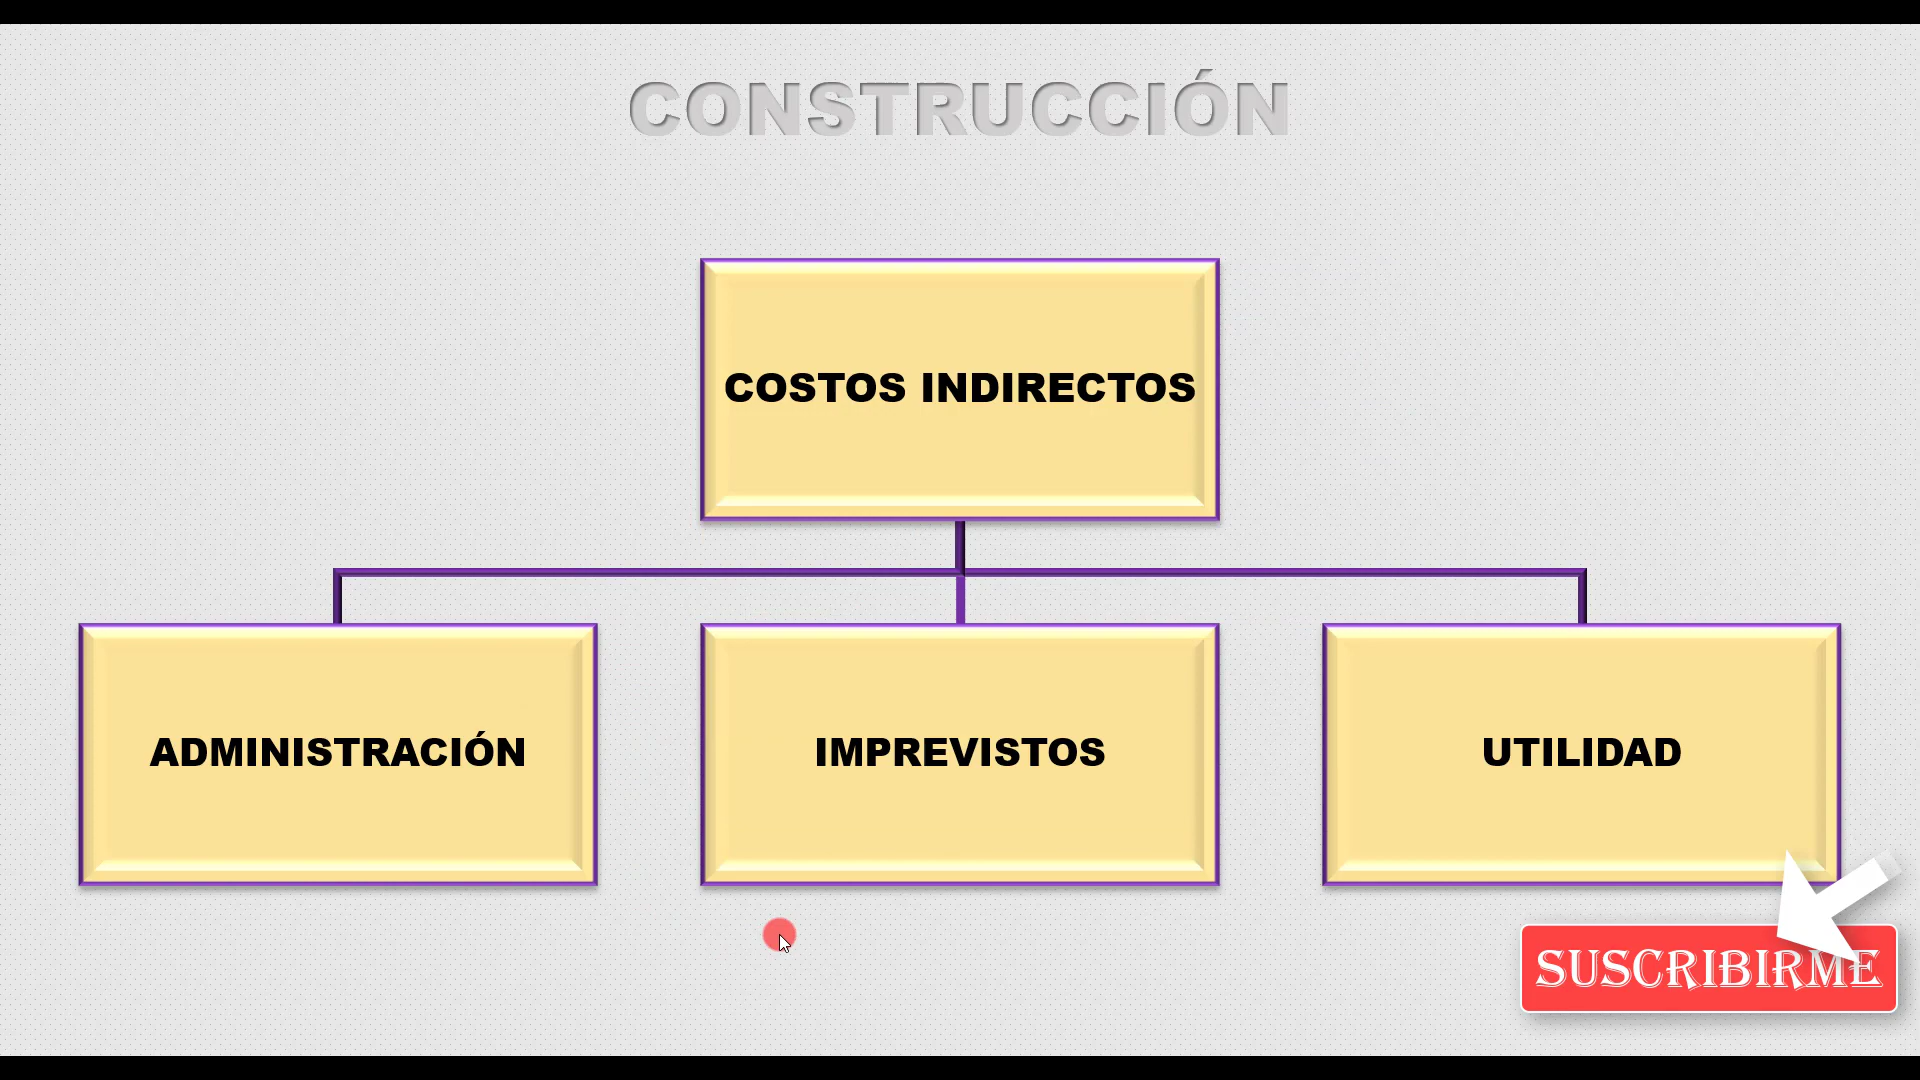 CONSTRUCCIÓN
COSTOS INDIRECTOS
ADMINISTRACIÓN
IMPREVISTOS
UTILIDAD
SUSCRIBIRME